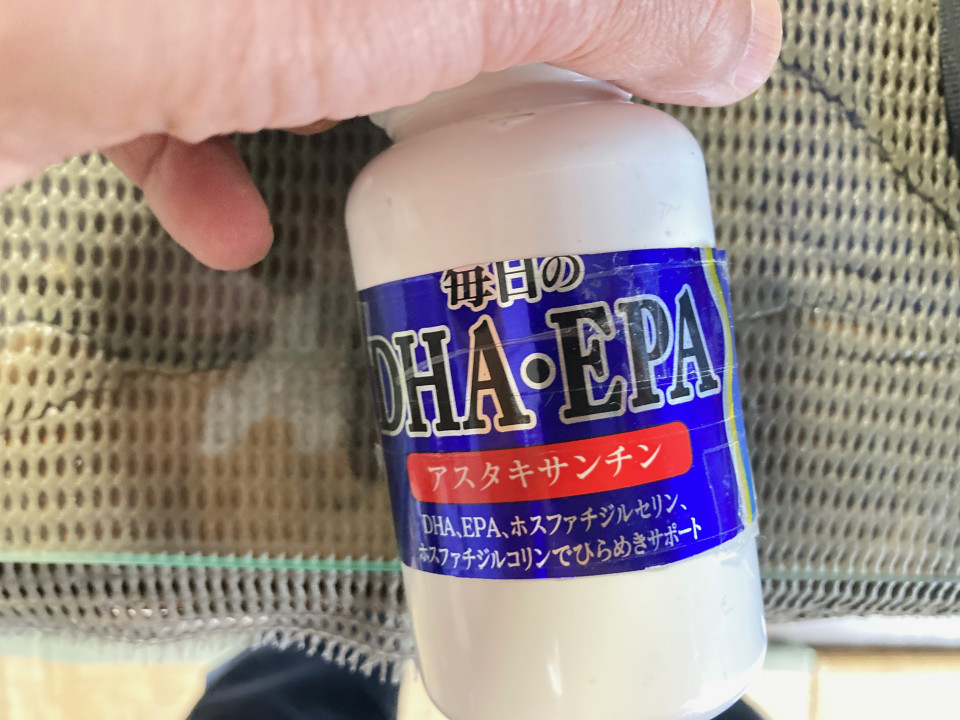 毎日の
DHA・EPA
アスタキサンチン
DHA、EPA、ホスファチジルセリン、
ホスファチジルコリンでひらめきサポート